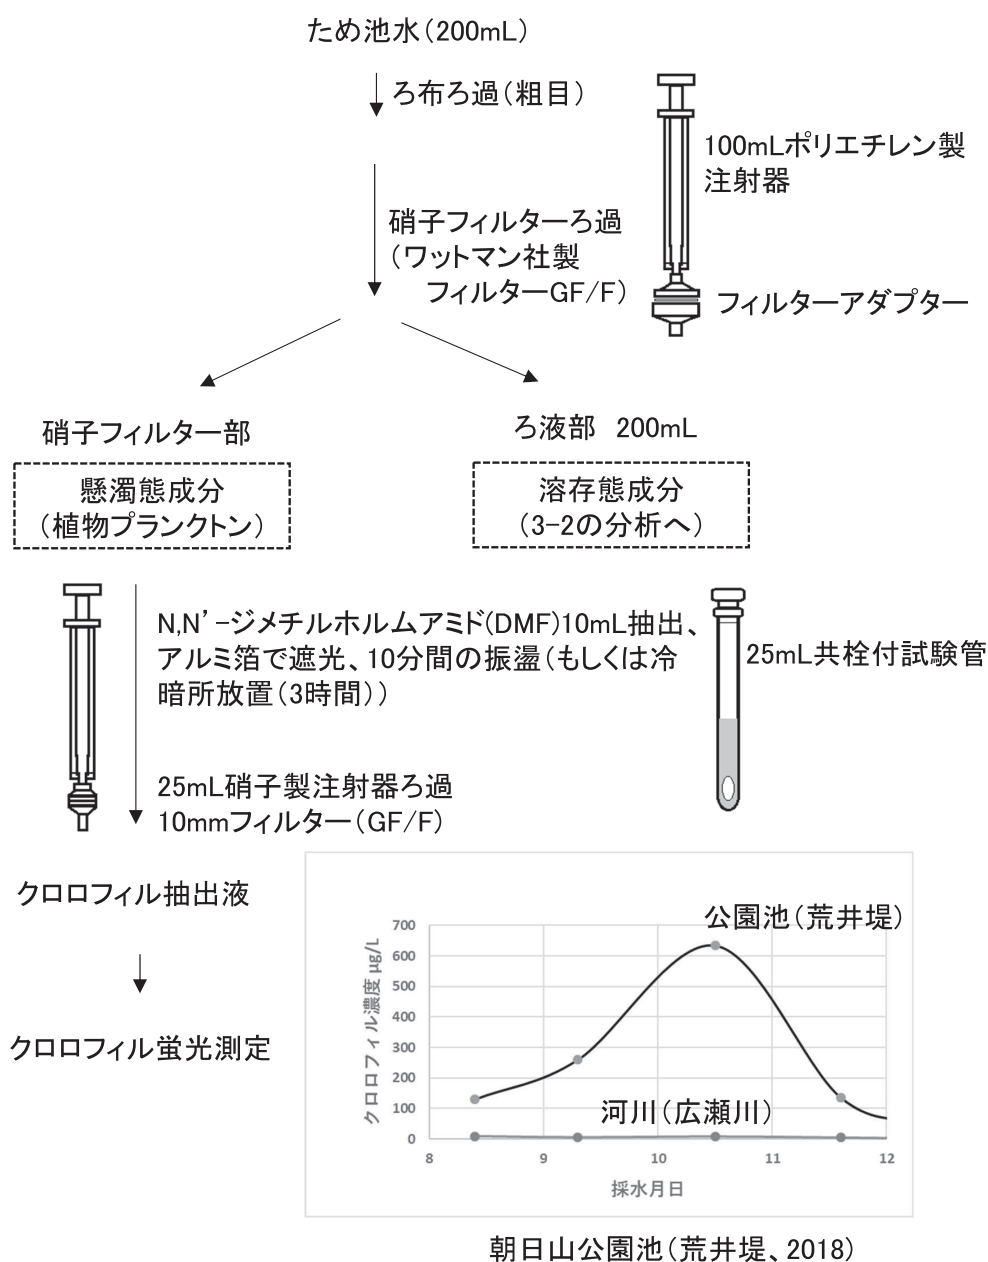 ため池水(200mL)
ろ布ろ過(粗目)
100mLポリエチレン製
注射器
硝子フィルターろ過
(ワットマン社製
フィルターGF/F)
フィルターアダプター
硝子フィルター部
懸濁態成分
(植物プランクトン)
ろ液部 200mL
溶存態成分
(3-2の分析へ)
N,N’-ジメチルホルムアミド(DMF)10mL抽出、
アルミ箔で遮光、10分間の振盪(もしくは冷
暗所放置(3時間))
25mL共栓付試験管
25mL硝子製注射器ろ過
10mmフィルター(GF/F)
クロロフィル抽出液
クロロフィル蛍光測定
公園池(荒井堤)
クロロフィル濃度 μg/L
700
600
500
400
300
200
100
0
河川(広瀬川)
8 9 10 11 12
採水月日
朝日山公園池(荒井堤、2018)